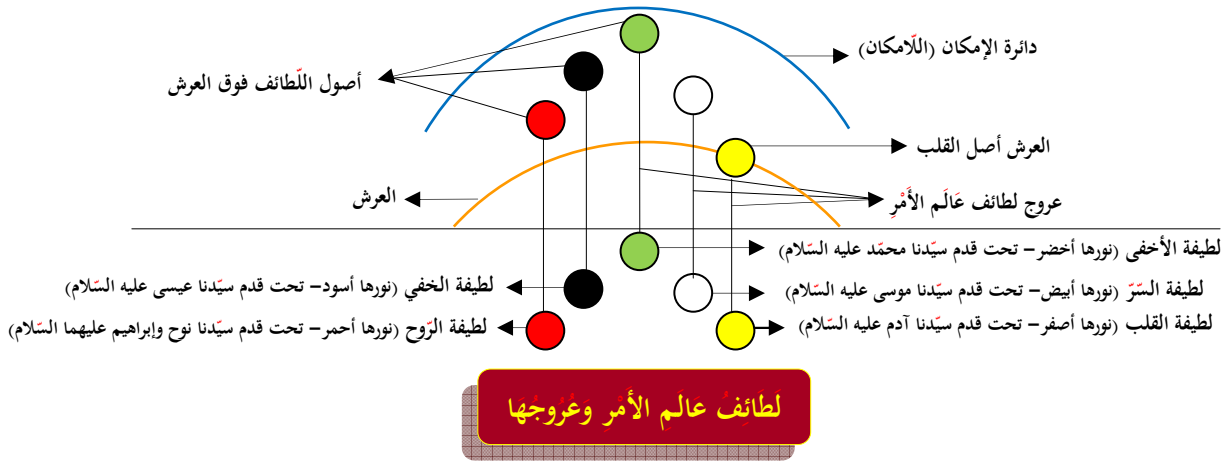 دائرة الإمكان (اللّامكان)
أصول اللّطائف فوق العرش
العرش أصل القلب
العرش
عروج لطائف عَالَم الأَمْرِ
لطيفة الأخفى (نورها أخضر– تحت قدم سيّدنا محمّد عليه السّلام)
لطيفة الخفي (نورها أسود– تحت قدم سيّدنا عيسى عليه السّلام)
لطيفة السّرّ (نورها أبيض– تحت قدم سيّدنا موسى عليه السّلام)
لطيفة القلب (نورها أصفر– تحت قدم سيّدنا آدم عليه السّلام)
لطيفة الرّوح (نورها أحمر– تحت قدم سيّدنا نوح وإبراهيم عليهما السّلام)
لَطَائِفُ عَالَمِ الأَمْرِ وَعُرُوجُهَا